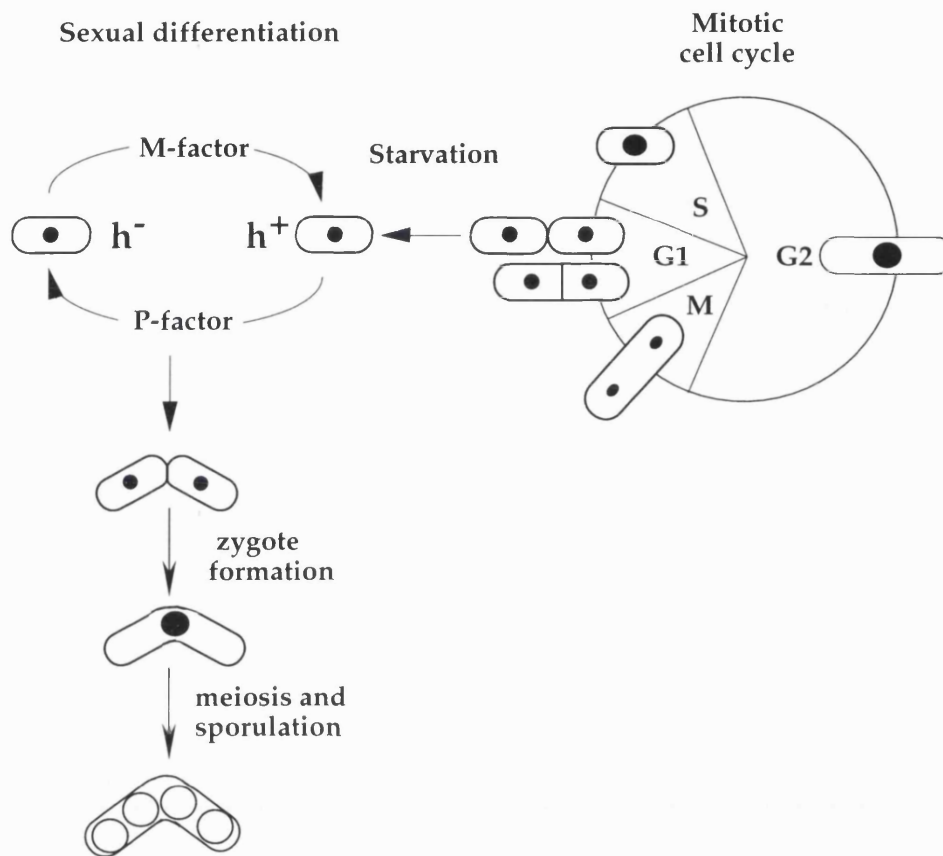 Sexual differentiation
Mitotic
cell cycle
M-factor
Starvation
h-
h+
S
G1
G2
M
P-factor
zygote
formation
meiosis and
sporulation